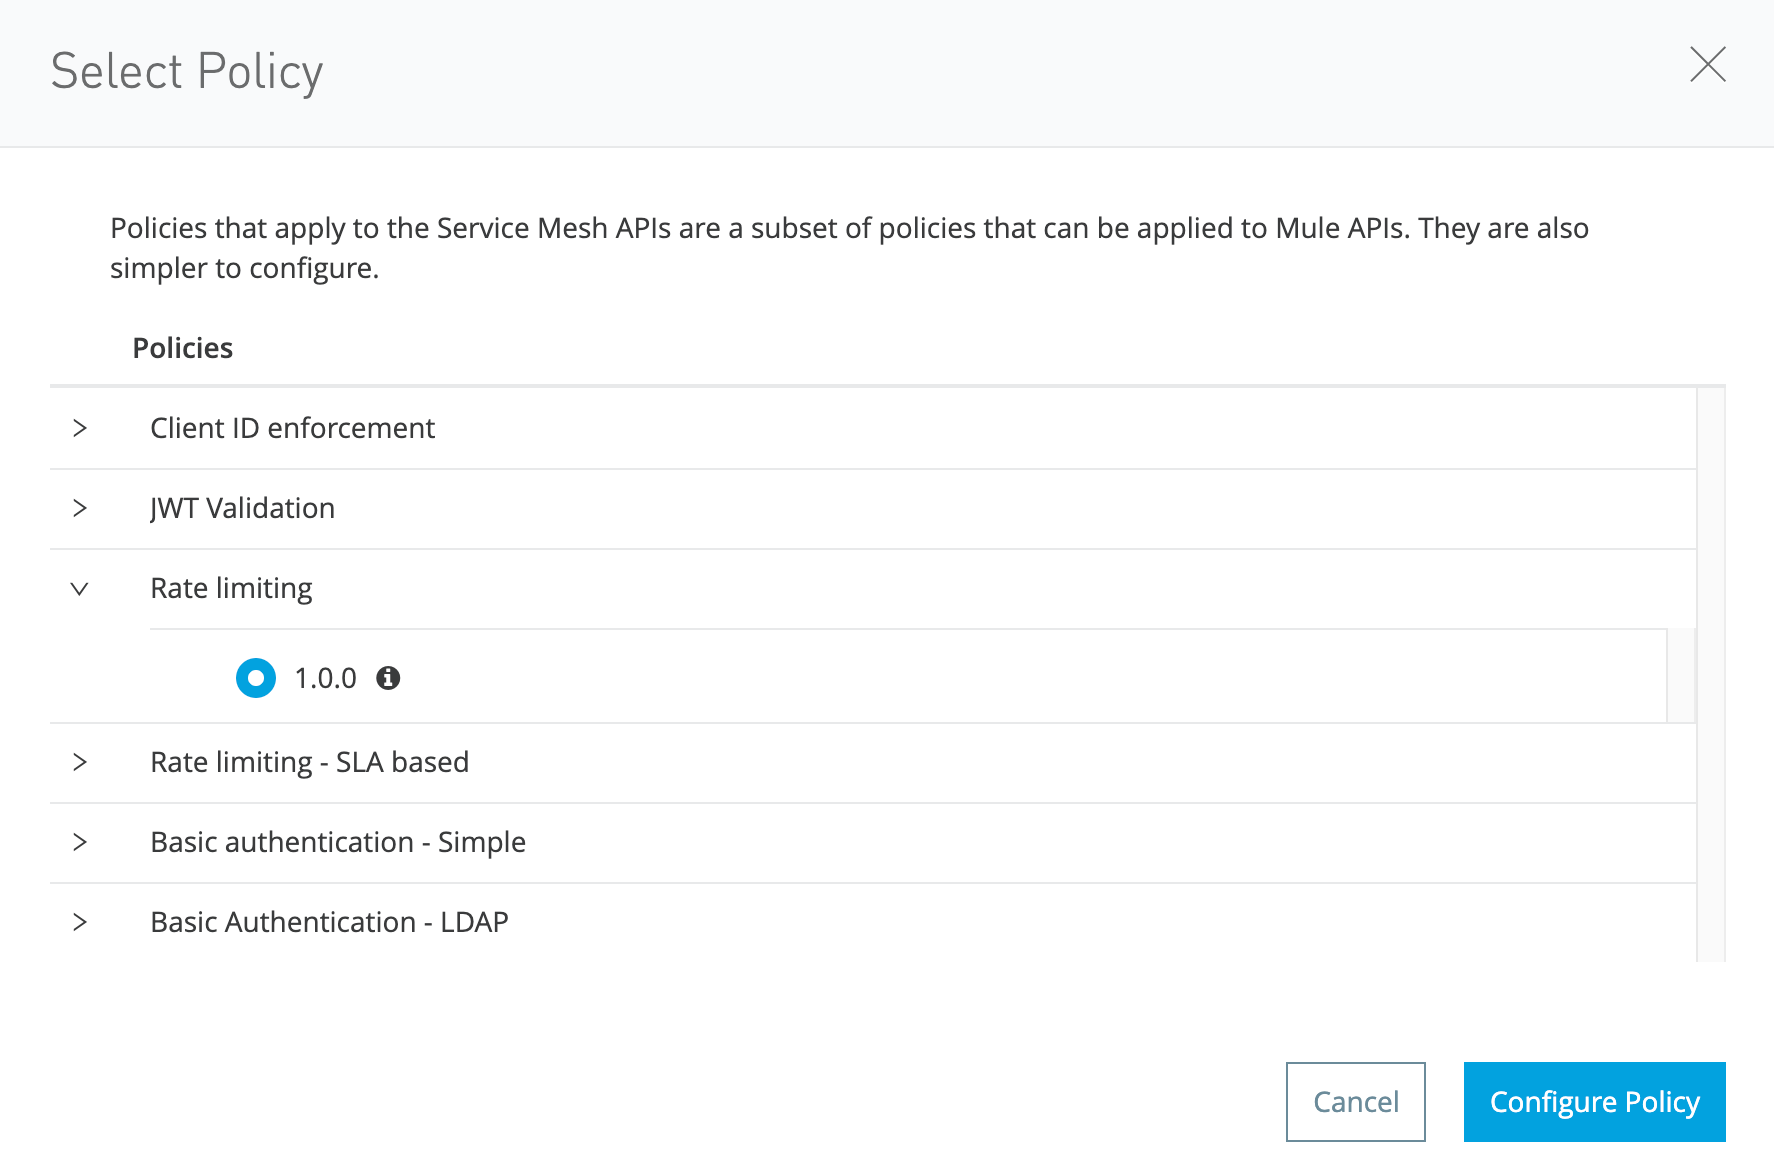 Select Policy
Policies that apply to the Service Mesh APIs are a subset of policies that can be applied to Mule APIs. They are also
simpler to configure.
Policies
Client ID enforcement
JWT Validation
Rate limiting
1.0.0
Rate limiting - SLA based
Basic authentication - Simple
Basic Authentication - LDAP
Cancel
Configure Policy